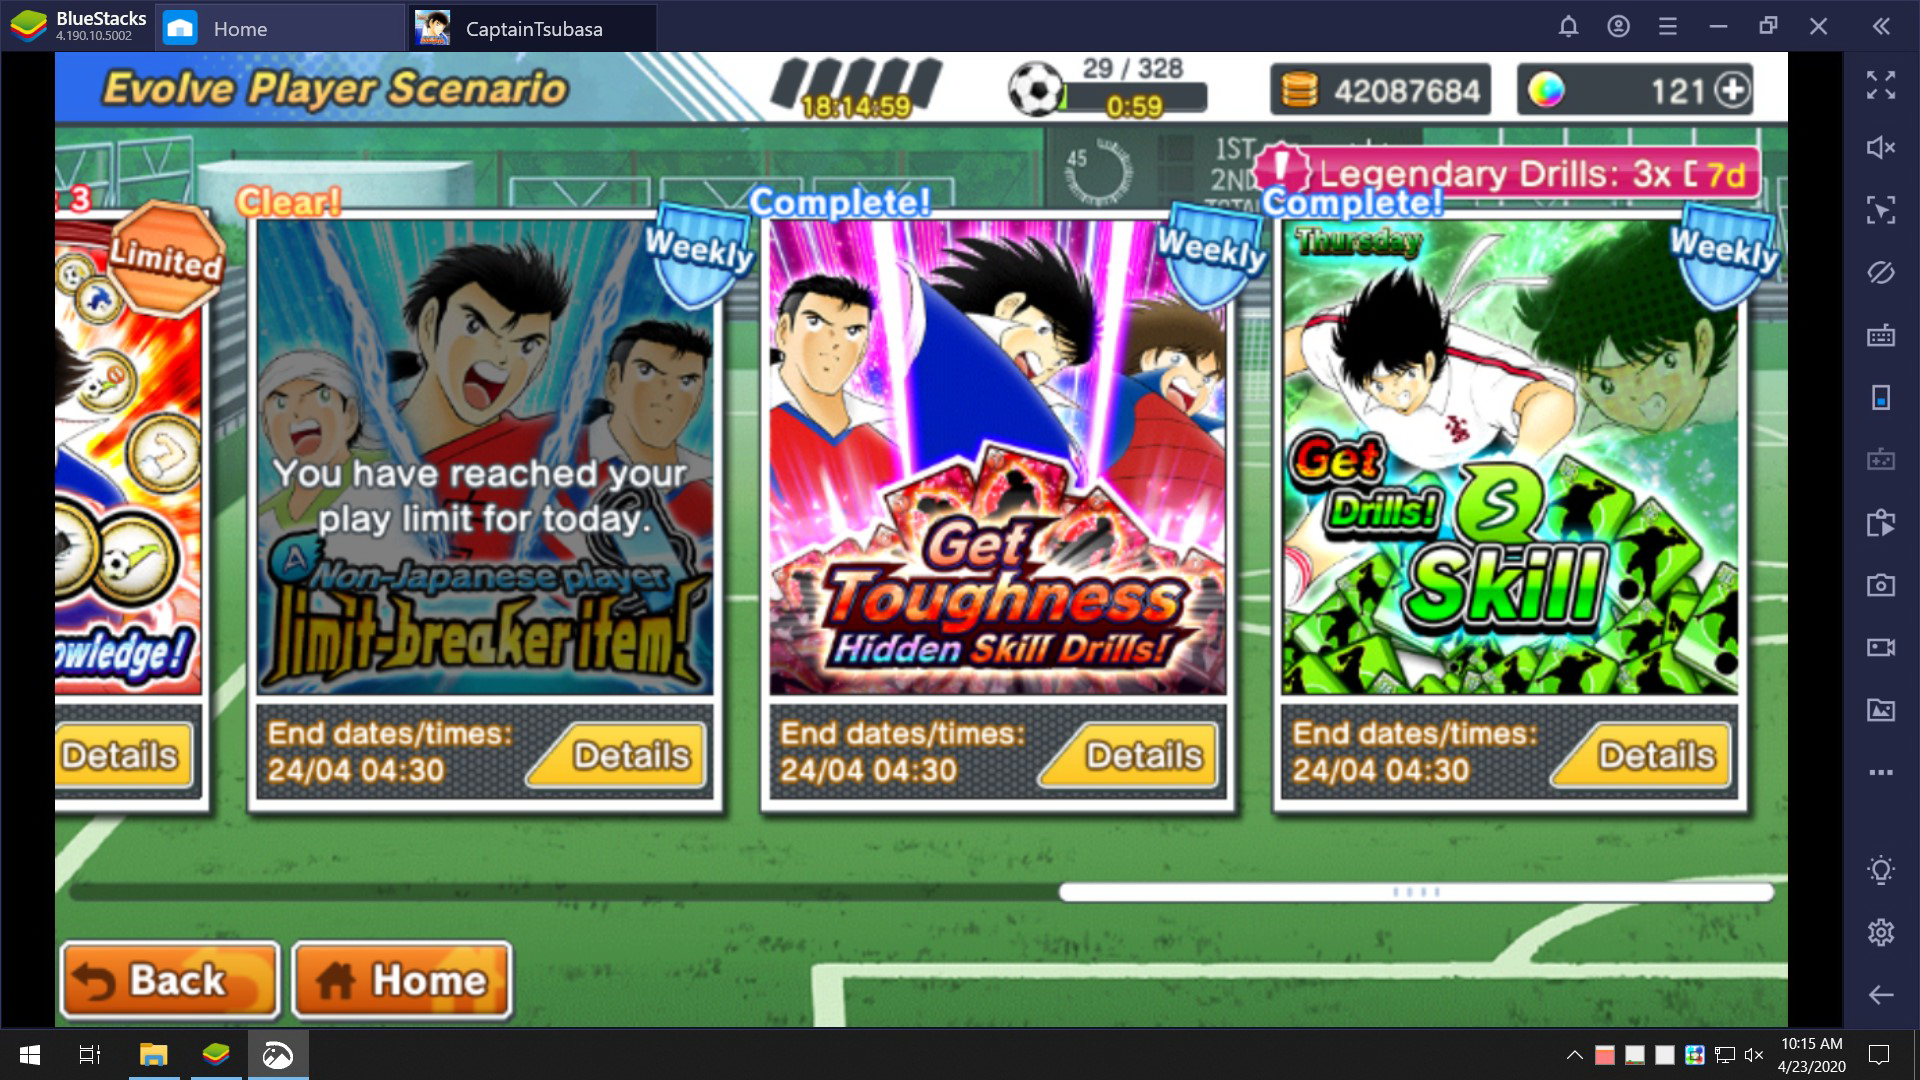 BlueStacks
4.190.10.5002
Home
CaptainTsubasa
Evolve Player Scenario
18:14:59
29 / 328
0:59
42087684
121
45
1ST
2ND
Legendary Drills: 3x
7d
3
Limited
owledge!
Details
Clear!
Weekly
You have reached your
play limit for today.
A
Non-Japanese player
limit-breaker item!
End dates/times:
24/04 04:30
Details
Complete!
Weekly
Get
Toughness
Hidden Skill Drills!
End dates/times:
24/04 04:30
Details
Complete!
Weekly
Thursday
Get
Drills!
S
Skill
End dates/times:
24/04 04:30
Details
Back
Home
10:15 AM
4/23/2020